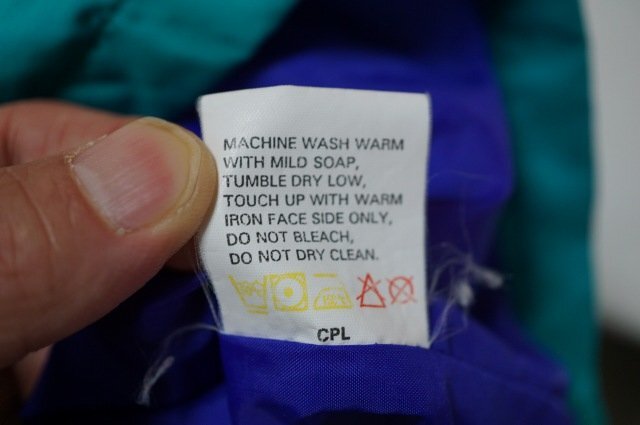 MACHINE WASH WARM
WITH MILD SOAP,
TUMBLE DRY LOW,
TOUCH UP WITH WARM
IRON FACE SIDE ONLY,
DO NOT BLEACH,
DO NOT DRY CLEAN.
CPL